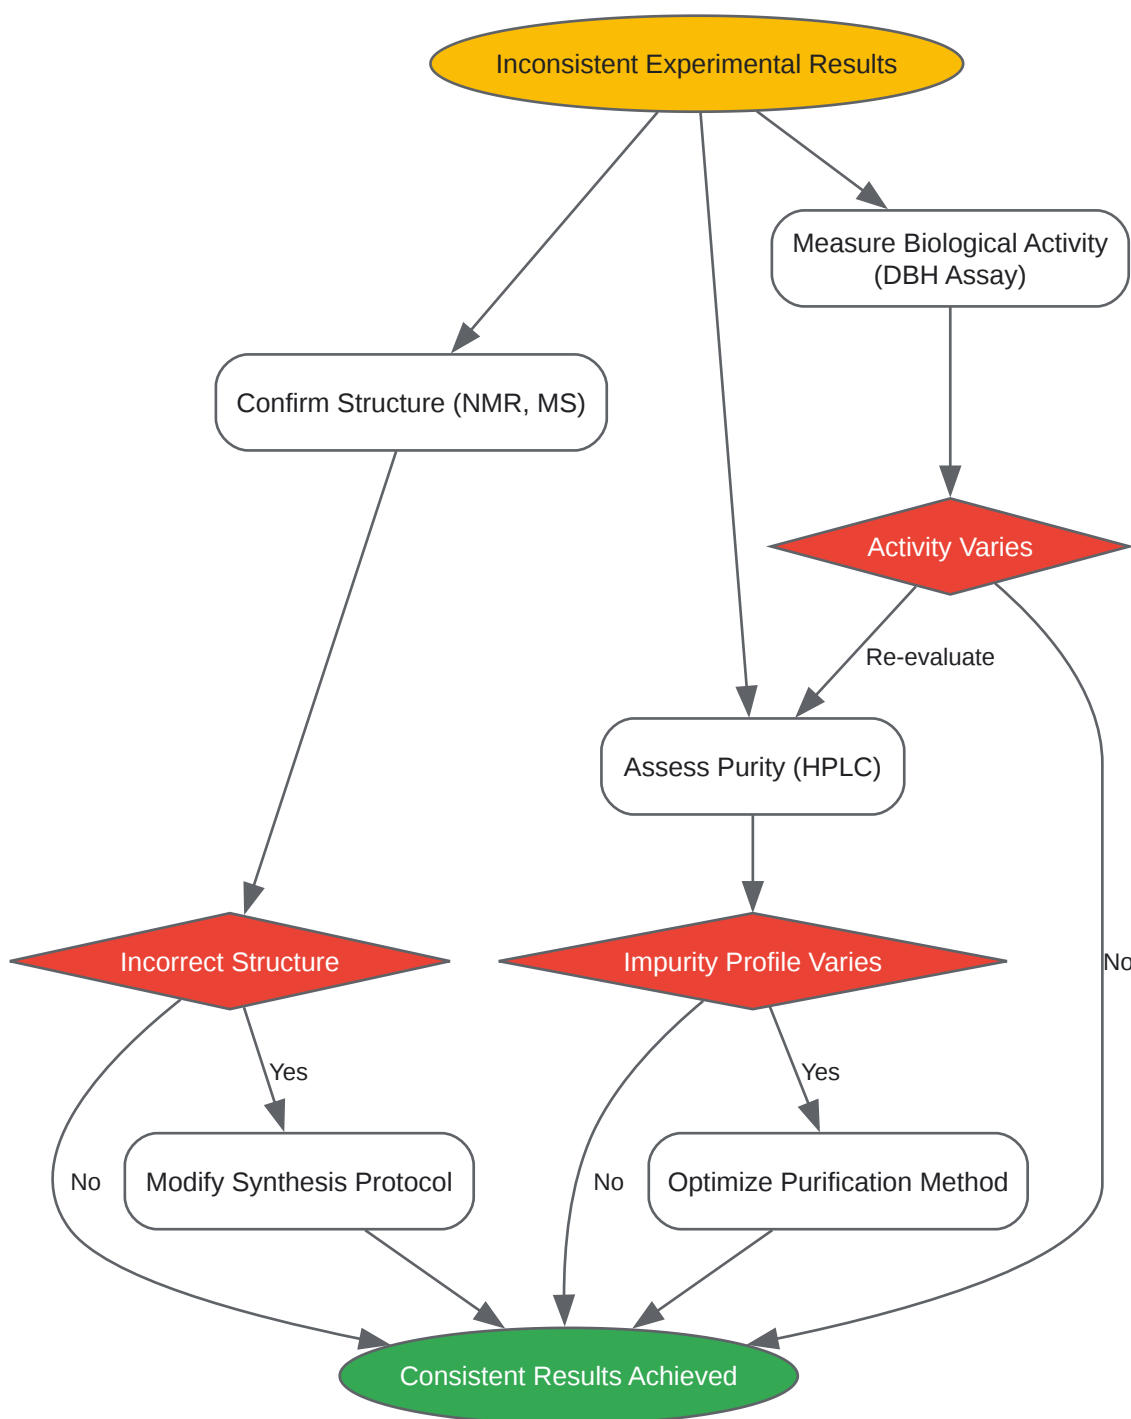 Inconsistent Experimental Results
Measure Biological Activity
(DBH Assay)
Confirm Structure (NMR, MS)
Activity Varies
Re-evaluate
Assess Purity (HPLC)
Incorrect Structure
Impurity Profile Varies
No
Yes
Yes
No
Modify Synthesis Protocol
No
Optimize Purification Method
Consistent Results Achieved